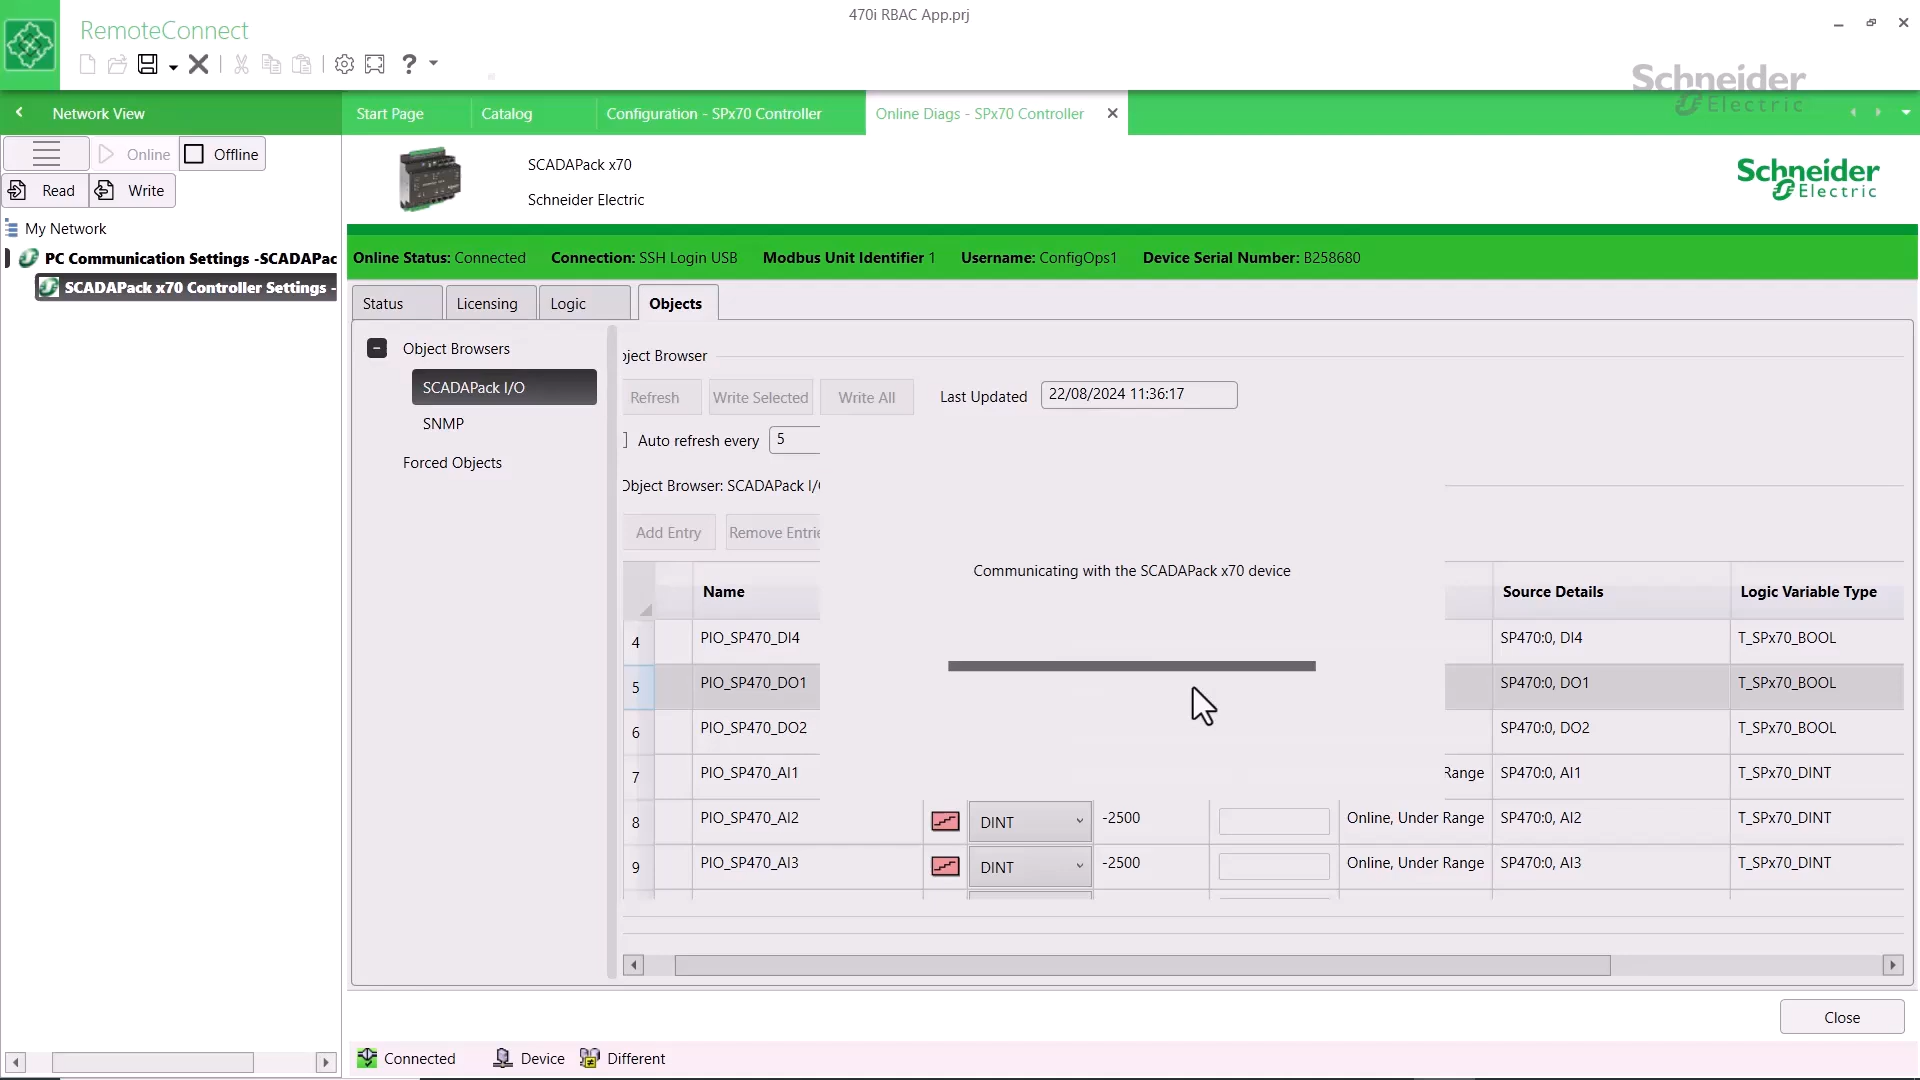 470i RBAC App.prj
RemoteConnect
Schneider
Electric
Network View
Start Page
Catalog
Configuration - SPx70 Controller
Online Diags - SPx70 Controller
Online
Offline
Read
Write
My Network
PC Communication Settings -SCADAPac
SCADAPack x70 Controller Settings -
SCADAPack x70
Schneider Electric
Schneider
Electric
Online Status: Connected
Connection: SSH Login USB
Modbus Unit Identifier 1
Username: ConfigOps1
Device Serial Number: B258680
Status
Licensing
Logic
Objects
Object Browsers
SCADAPack I/O
SNMP
Forced Objects
bject Browser
Refresh
Write Selected
Write All
Last Updated
22/08/2024 11:36:17
Auto refresh every
5
Object Browser: SCADAPack I/
Add Entry
Remove Entrie
Communicating with the SCADAPack x70 device
Name
Source Details
Logic Variable Type
4 PIO_SP470_DI4 SP470:0, DI4 T_SPx70_BOOL
5 PIO_SP470_DO1 SP470:0, DO1 T_SPx70_BOOL
6 PIO_SP470_DO2 SP470:0, DO2 T_SPx70_BOOL
7 PIO_SP470_AI1 Range SP470:0, AI1 T_SPx70_DINT
8 PIO_SP470_AI2 DINT -2500 Online, Under Range SP470:0, AI2 T_SPx70_DINT
9 PIO_SP470_AI3 DINT -2500 Online, Under Range SP470:0, AI3 T_SPx70_DINT
Close
Connected
Device
Different